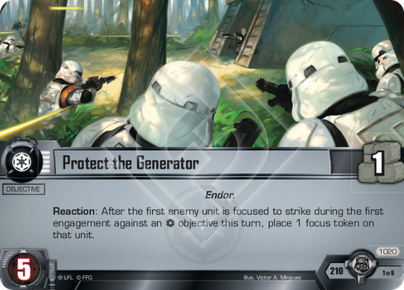 Protect the Generator
1
OBJECTIVE
Endor.
Reaction: After the first enemy unit is focused to strike during the first
engagement against an objective this turn, place 1 focus token on
that unit.
5
© LFL © FFG
Illus. Victor A. Minguez
210
1020
1 of 6